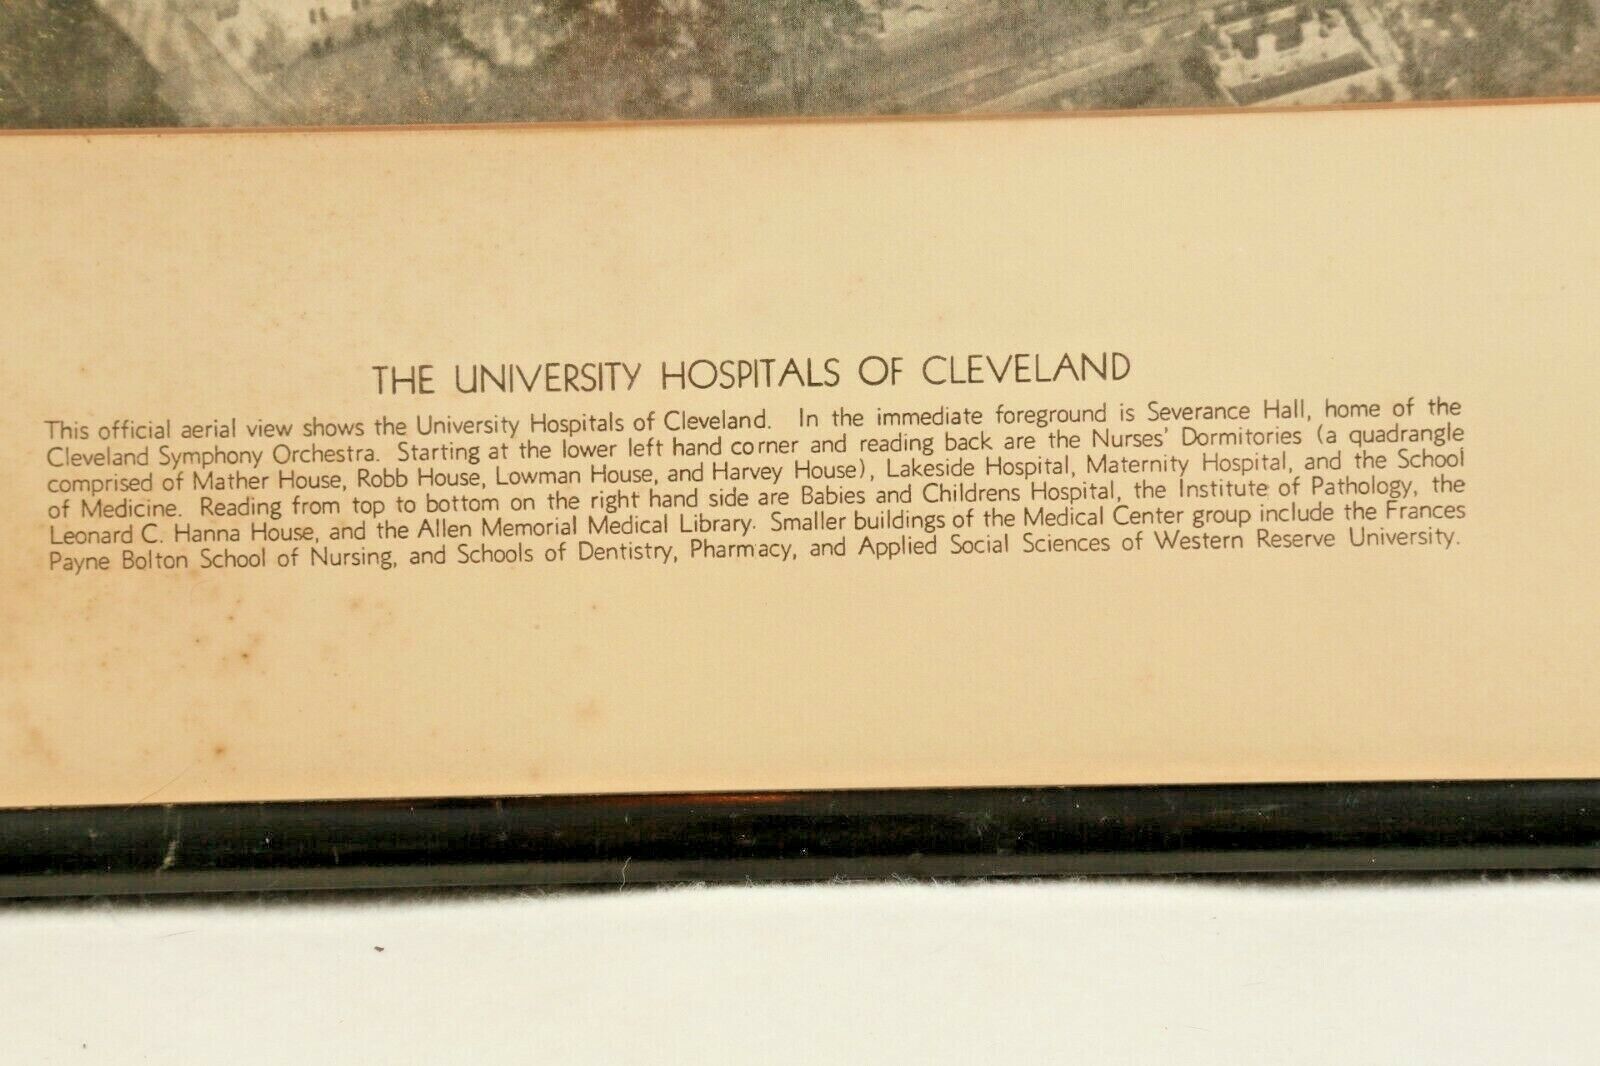 THE UNIVERSITY HOSPITALS OF CLEVELAND
This official aerial view shows the University Hospitals of Cleveland. In the immediate foreground is Severance Hall, home of the
Cleveland Symphony Orchestra. Starting at the lower left hand corner and reading back are the Nurses' Dormitories (a quadrangle
comprised of Mather House, Robb House, Lowman House, and Harvey House), Lakeside Hospital, Maternity Hospital, and the School
of Medicine. Reading from top to bottom on the right hand side are Babies and Childrens Hospital, the Institute of Pathology, the
Leonard C. Hanna House, and the Allen Memorial Medical Library. Smaller buildings of the Medical Center group include the Frances
Payne Bolton School of Nursing, and Schools of Dentistry, Pharmacy, and Applied Social Sciences of Western Reserve University.